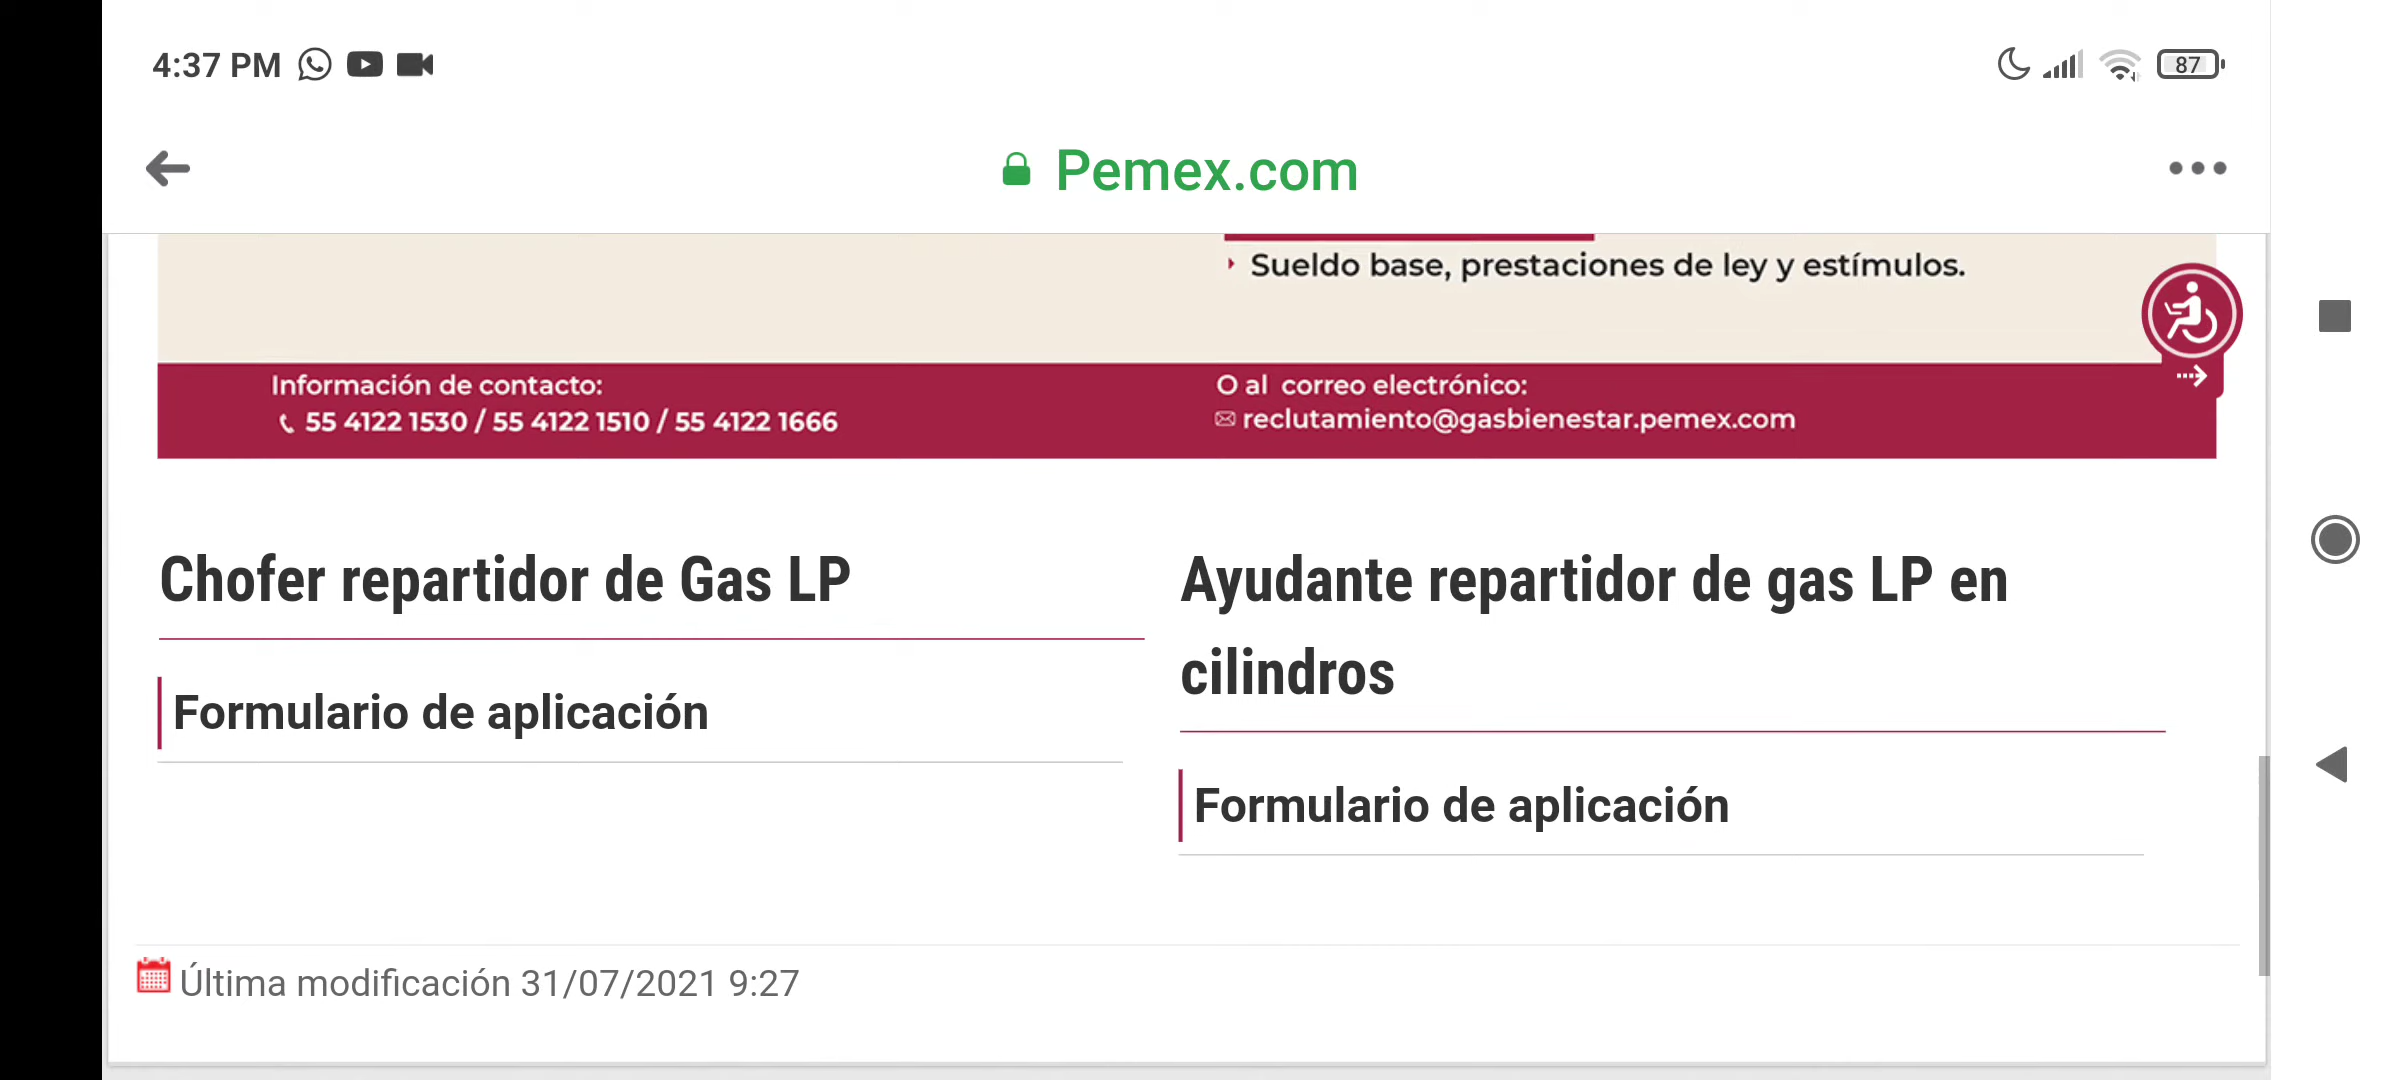 4:37 PM
87
Pemex.com
Sueldo base, prestaciones de ley y estímulos.
Información de contacto:
55 4122 1530 / 55 4122 1510 / 55 4122 1666
O al correo electrónico:
reclutamiento@gasbienestar.pemex.com
Chofer repartidor de Gas LP
Formulario de aplicación
Ayudante repartidor de gas LP en
cilindros
Formulario de aplicación
Última modificación 31/07/2021 9:27